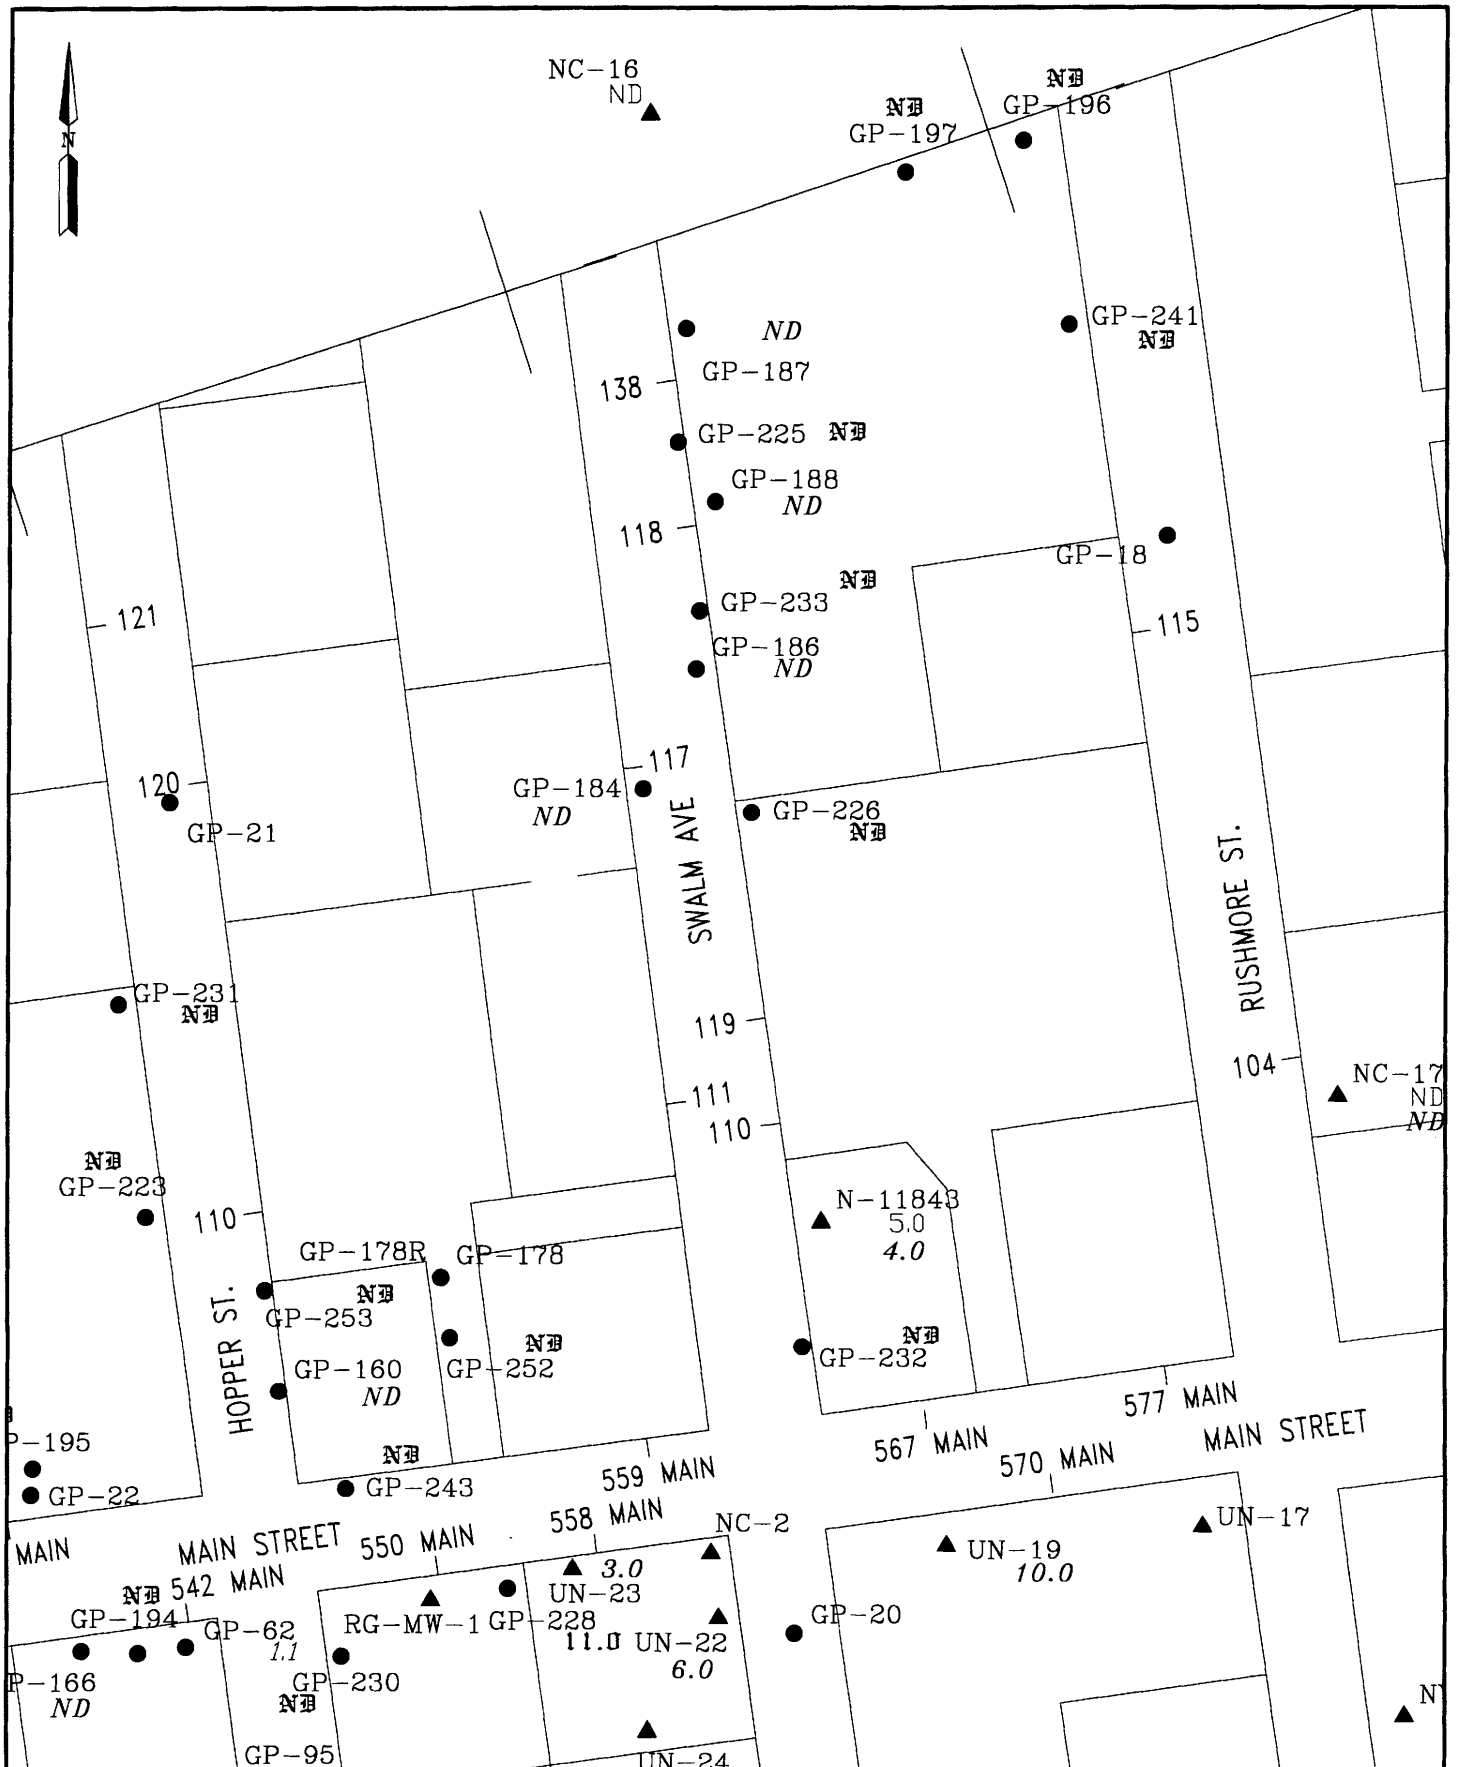 N
NC-16
ND
ND
GP-197
ND
GP-196
ND
GP-187
GP-241
ND
138
GP-225 ND
GP-188
ND
118
GP-18
ND
GP-233
121
115
GP-186
ND
117
120
GP-184
ND
GP-21
GP-226
ND
SWALM AVE
RUSHMORE ST.
GP-231
ND
119
104
NC-17
ND
ND
111
110
ND
GP-223
110
N-11843
5.0
4.0
GP-178R GP-178
ND
GP-253
HOPPER ST.
ND
GP-252
GP-160
ND
ND
GP-232
577 MAIN
MAIN STREET
567 MAIN
570 MAIN
P-195
GP-22
ND
GP-243
559 MAIN
558 MAIN
MAIN
MAIN STREET
550 MAIN
542 MAIN
NC-2
UN-17
UN-19
10.0
3.0
UN-23
ND
GP-194
GP-62
1.1
RG-MW-1
GP-228
11.0
UN-22
6.0
GP-20
P-166
ND
GP-230
ND
GP-95
UN-24